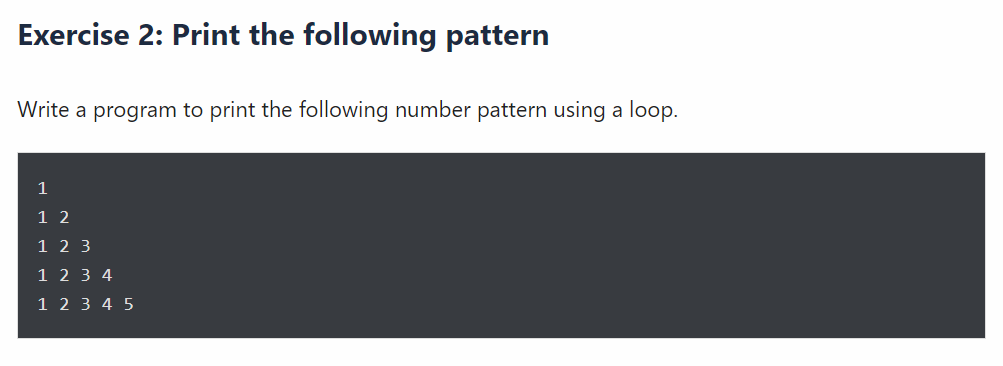 Exercise 2: Print the following pattern
Write a program to print the following number pattern using a loop.
1
1 2
1 2 3
1 2 3 4
1 2 3 4 5